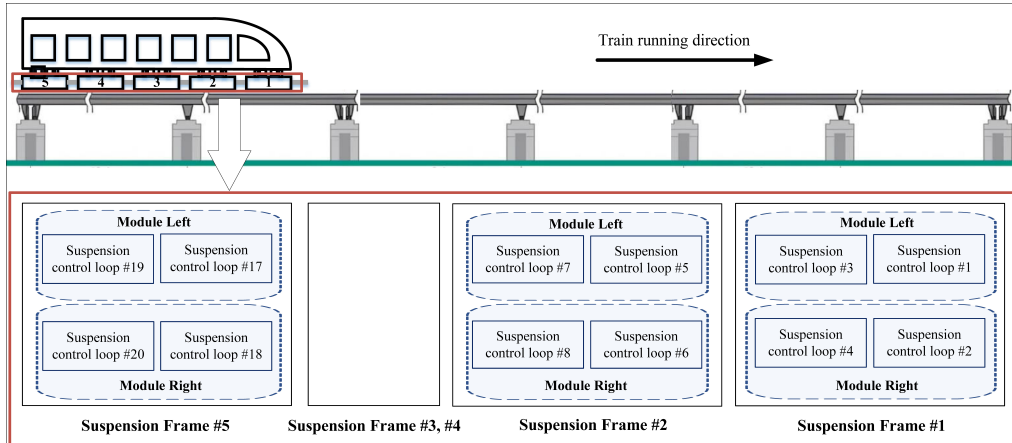 Train running direction
5 4 3 2 1
Module Left
Suspension
control loop #19
Suspension
control loop #17
Suspension
control loop #20
Suspension
control loop #18
Module Right
Suspension Frame #5
Suspension Frame #3, #4
Module Left
Suspension
control loop #7
Suspension
control loop #5
Suspension
control loop #8
Suspension
control loop #6
Module Right
Suspension Frame #2
Module Left
Suspension
control loop #3
Suspension
control loop #1
Suspension
control loop #4
Suspension
control loop #2
Module Right
Suspension Frame #1